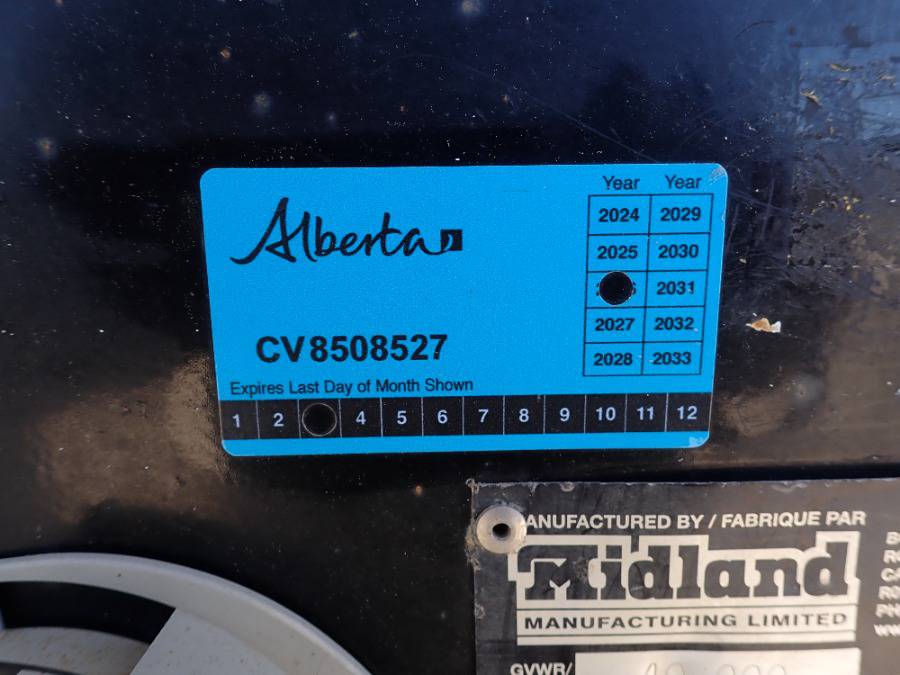 Alberta
Year Year
2024 2029
2025 2030
2031
2027 2032
2028 2033
CV8508527
Expires Last Day of Month Shown
1 2 4 5 6 7 8 9 10 11 12
ANUFACTURED BY / FABRIQUE PAR
Midland
MANUFACTURING LIMITED
GVWR/